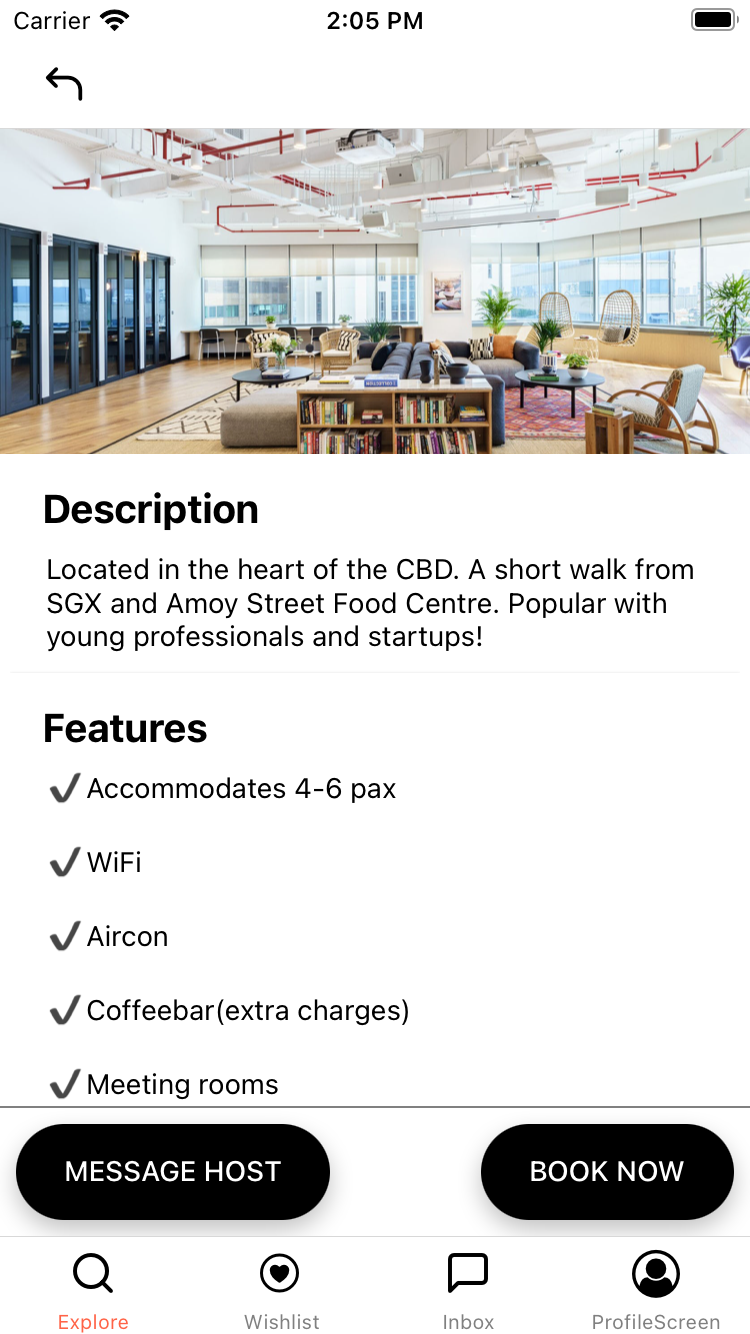 Carrier
2:05 PM
Description
Located in the heart of the CBD. A short walk from
SGX and Amoy Street Food Centre. Popular with
young professionals and startups!
Features
Accommodates 4-6 pax
WiFi
Aircon
Coffeebar(extra charges)
Meeting rooms
MESSAGE HOST
BOOK NOW
Explore
Wishlist
Inbox
ProfileScreen